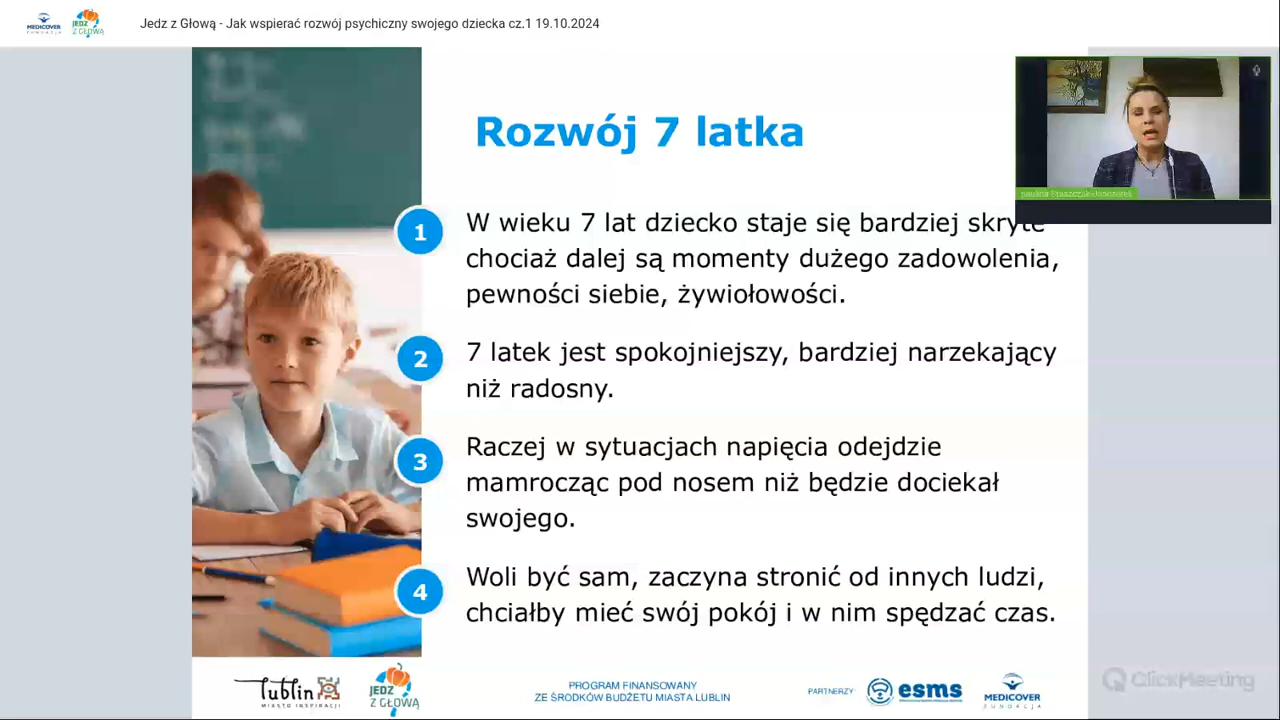 MEDICOVER
FUNDACJA
JEDZ
Z GŁOWĄ
Jedz z Głową - Jak wspierać rozwój psychiczny swojego dziecka cz.1 19.10.2024
Rozwój 7 latka
1
W wieku 7 lat dziecko staje się bardziej skryte
chociaż dalej są momenty dużego zadowolenia,
pewności siebie, żywiołowości.
2
7 latek jest spokojniejszy, bardziej narzekający
niż radosny.
3
Raczej w sytuacjach napięcia odejdzie
mamrocząc pod nosem niż będzie dociekał
swojego.
4
Woli być sam, zaczyna stronić od innych ludzi,
chciałby mieć swój pokój i w nim spędzać czas.
lublin
MIASTO INSPIRACJI
JEDZ
Z GŁOWĄ
PROGRAM FINANSOWANY
ZE ŚRODKÓW BUDŻETU MIASTA LUBLIN
PARTNERZY
esms
MEDICOVER
FUNDACJA
ClickMeeting